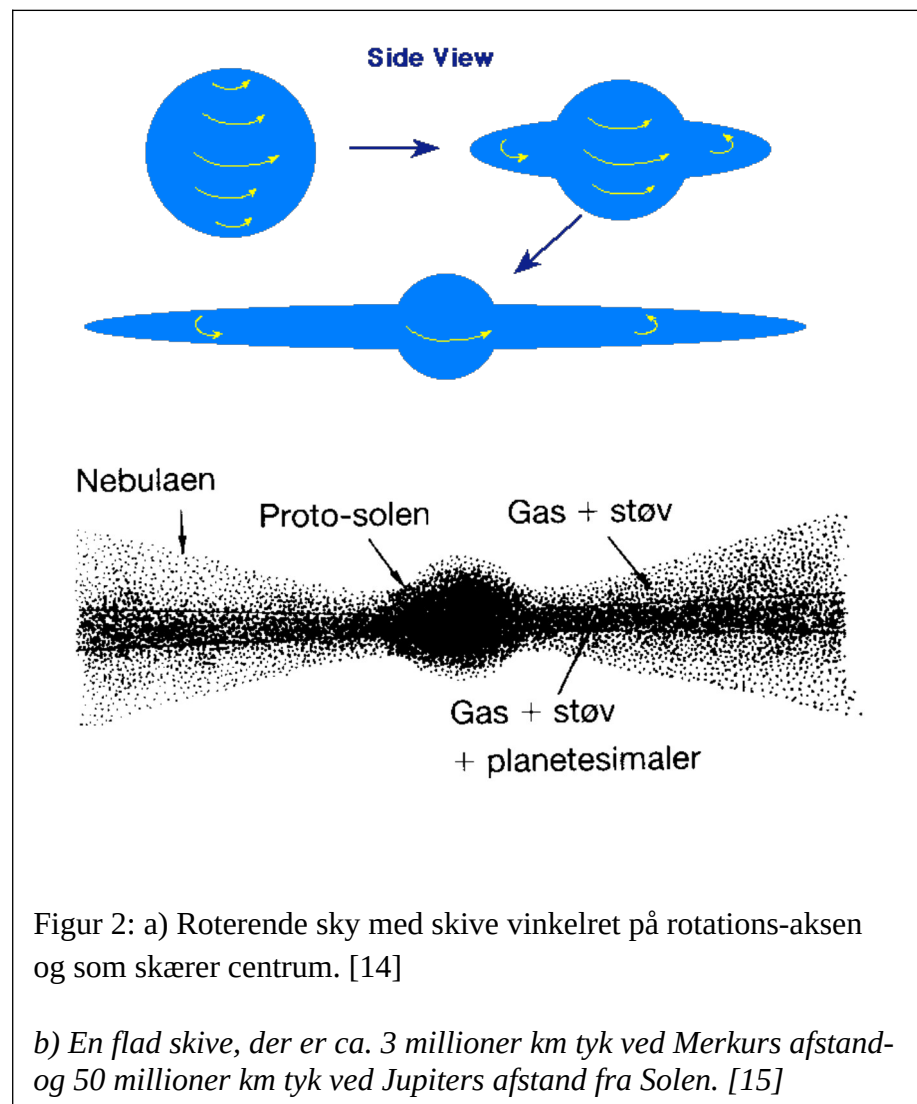 Side View
Nebulaen
Proto-solen
Gas + støv
Gas + støv
+ planetesimaler
Figur 2: a) Roterende sky med skive vinkelret på rotations-aksen
og som skærer centrum. [14]
b) En flad skive, der er ca. 3 millioner km tyk ved Merkurs afstand-
og 50 millioner km tyk ved Jupiters afstand fra Solen. [15]